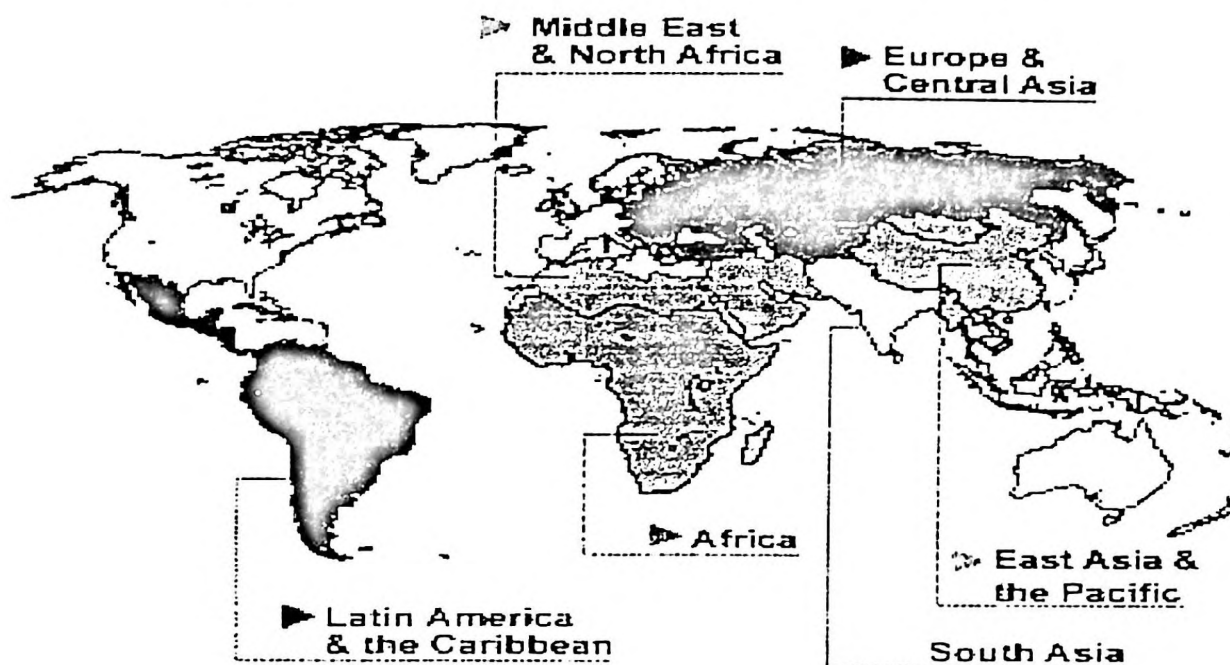 Middle East
& North Africa
Europe &
Central Asia
Africa
East Asia &
the Pacific
Latin America
& the Caribbean
South Asia